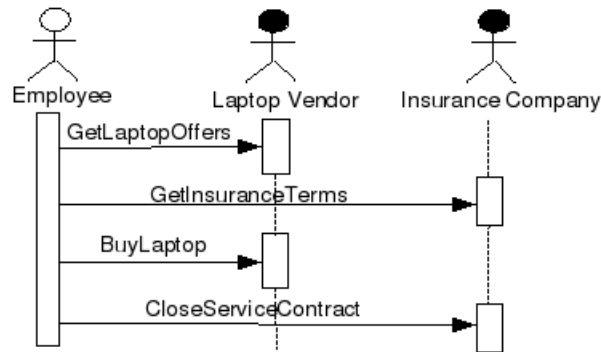 Employee
Laptop Vendor
Insurance Company
GetLaptopOffers
GetInsuranceTerms
BuyLaptop
CloseServiceContract